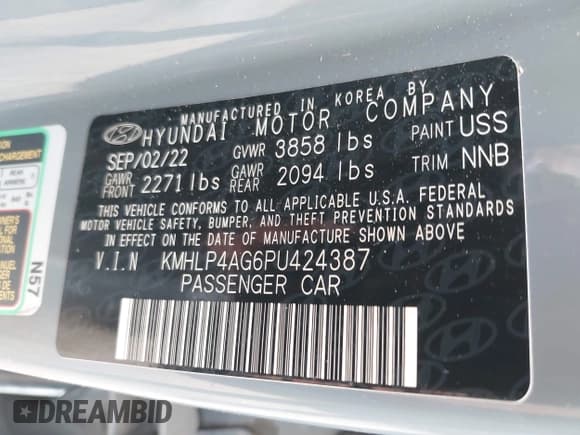 MANUFACTURED IN KOREA BY
HYUNDAI MOTOR COMPANY
SEP/02/22 GVWR 3858 lbs PAINT USS
GAWR FRONT 2271 lbs GAWR REAR 2094 lbs TRIM NNB
THIS VEHICLE CONFORMS TO ALL APPLICABLE U.S.A. FEDERAL
MOTOR VEHICLE SAFETY, BUMPER, AND THEFT PREVENTION STANDARDS
IN EFFECT ON THE DATE OF MANUFACTURE SHOWN ABOVE
V.I.N KMHLP4AG6PU424387
PASSENGER CAR
N57
DREAMBID